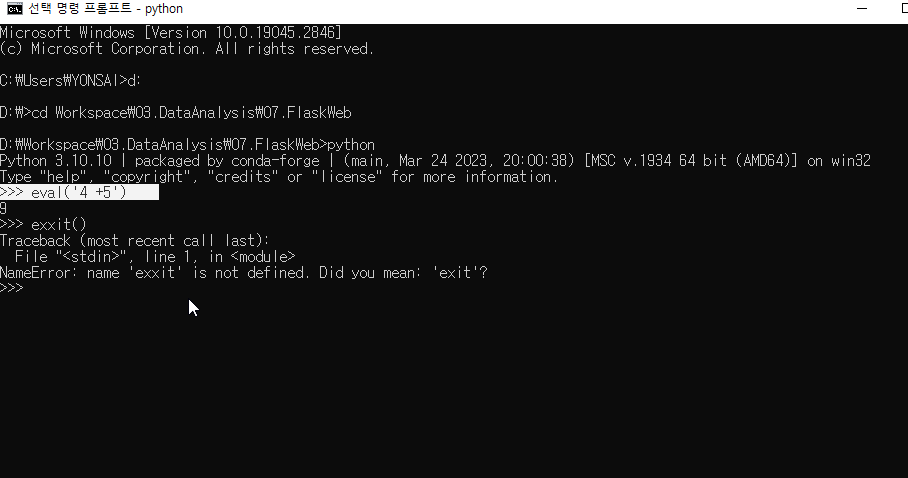 선택 명령 프롬프트 - python
Microsoft Windows [Version 10.0.19045.2846]
(c) Microsoft Corporation. All rights reserved.
C:₩Users₩YONSAI>d:
D:₩>cd Workspace₩03.DataAnalysis₩07.FlaskWeb
D:₩Workspace₩03.DataAnalysis₩07.FlaskWeb>python
Python 3.10.10 | packaged by conda-forge | (main, Mar 24 2023, 20:00:38) [MSC v.1934 64 bit (AMD64)] on win32
Type "help", "copyright", "credits" or "license" for more information.
>>> eval('4 +5')
9
>>> exxit()
Traceback (most recent call last):
  File "<stdin>", line 1, in <module>
NameError: name 'exxit' is not defined. Did you mean: 'exit'?
>>>